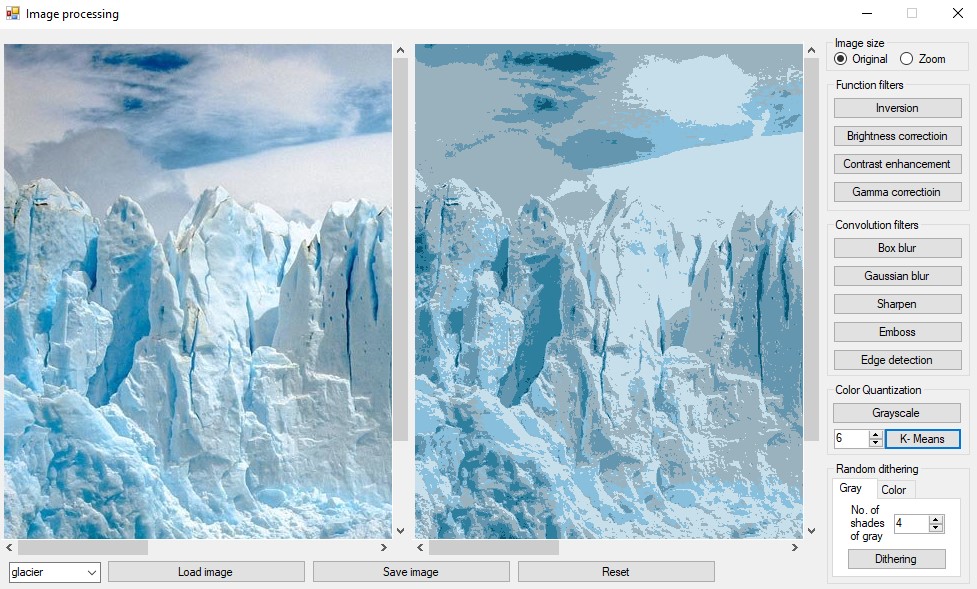 Image processing
Image size
Original
Zoom
Function filters
Inversion
Brightness correctioin
Contrast enhancement
Gamma correctioin
Convolution filters
Box blur
Gaussian blur
Sharpen
Emboss
Edge detection
Color Quantization
Grayscale
6
K- Means
Random dithering
Gray
Color
No. of
shades
of gray
4
Dithering
glacier
Load image
Save image
Reset